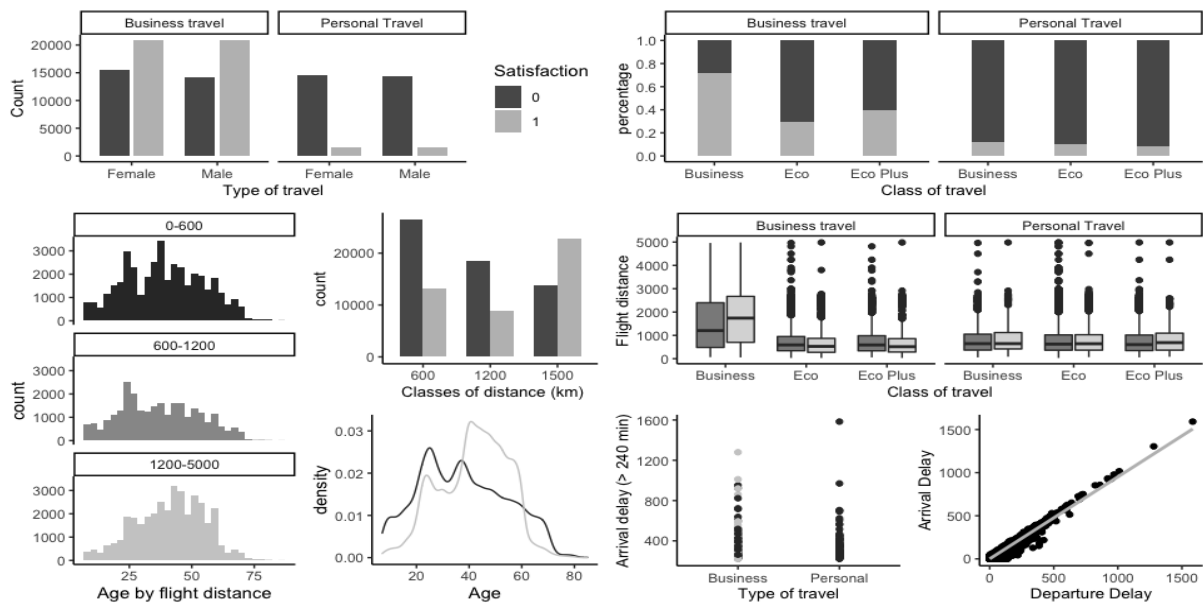 Business travel
Personal Travel
20000
15000
10000
5000
0
Count
Female
Male
Female
Male
Type of travel
Satisfaction
0
1
Business travel
Personal Travel
1.0
0.8
0.6
0.4
0.2
0.0
percentage
Business
Eco
Eco Plus
Business
Eco
Eco Plus
Class of travel
0-600
3000
2000
1000
0
600-1200
3000
2000
1000
0
count
1200-5000
3000
2000
1000
0
25
50
75
Age by flight distance
20000
10000
0
count
600
1200
1500
Classes of distance (km)
0.03
0.02
0.01
0.00
density
20
40
60
80
Age
Business travel
Personal Travel
5000
4000
3000
2000
1000
0
Flight distance
Business
Eco
Eco Plus
Business
Eco
Eco Plus
Class of travel
1600
1200
800
400
Arrival delay (> 240 min)
Business
Personal
Type of travel
1500
1000
500
0
Arrival Delay
0
500
1000
1500
Departure Delay